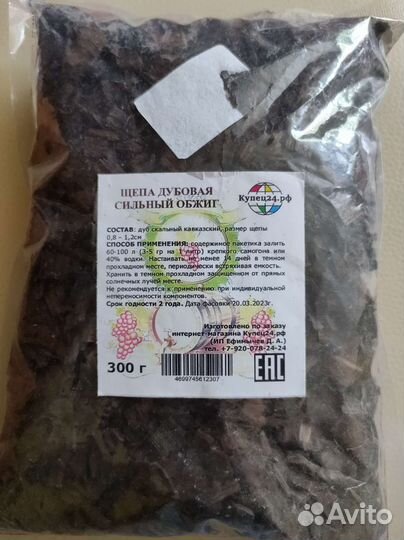 ЩЕПА ДУБОВАЯ
СИЛЬНЫЙ ОБЖИГ
Купец24.рф
СОСТАВ: дуб скальный кавказский, размер щепы
0,8 – 1,2см
СПОСОБ ПРИМЕНЕНИЯ: содержимое пакетика залить
60-100 л (3-5 гр на 1 литр) крепкого самогона или
40% водки. Настаивать не менее 14 дней в темном
прохладном месте, периодически встряхивая емкость.
Хранить в темном прохладном защищенном от прямых
солнечных лучей месте.
Не рекомендуется к применению при индивидуальной
непереносимости компонентов.
Срок годности 2 года. Дата фасовки 20.03.2023г.
Изготовлено по заказу
интернет-магазина Купец24.рф
(ИП Ефимычев Д. А.)
тел. +7-920-078-24-24
300 г
EAC
4699745612307
Avito